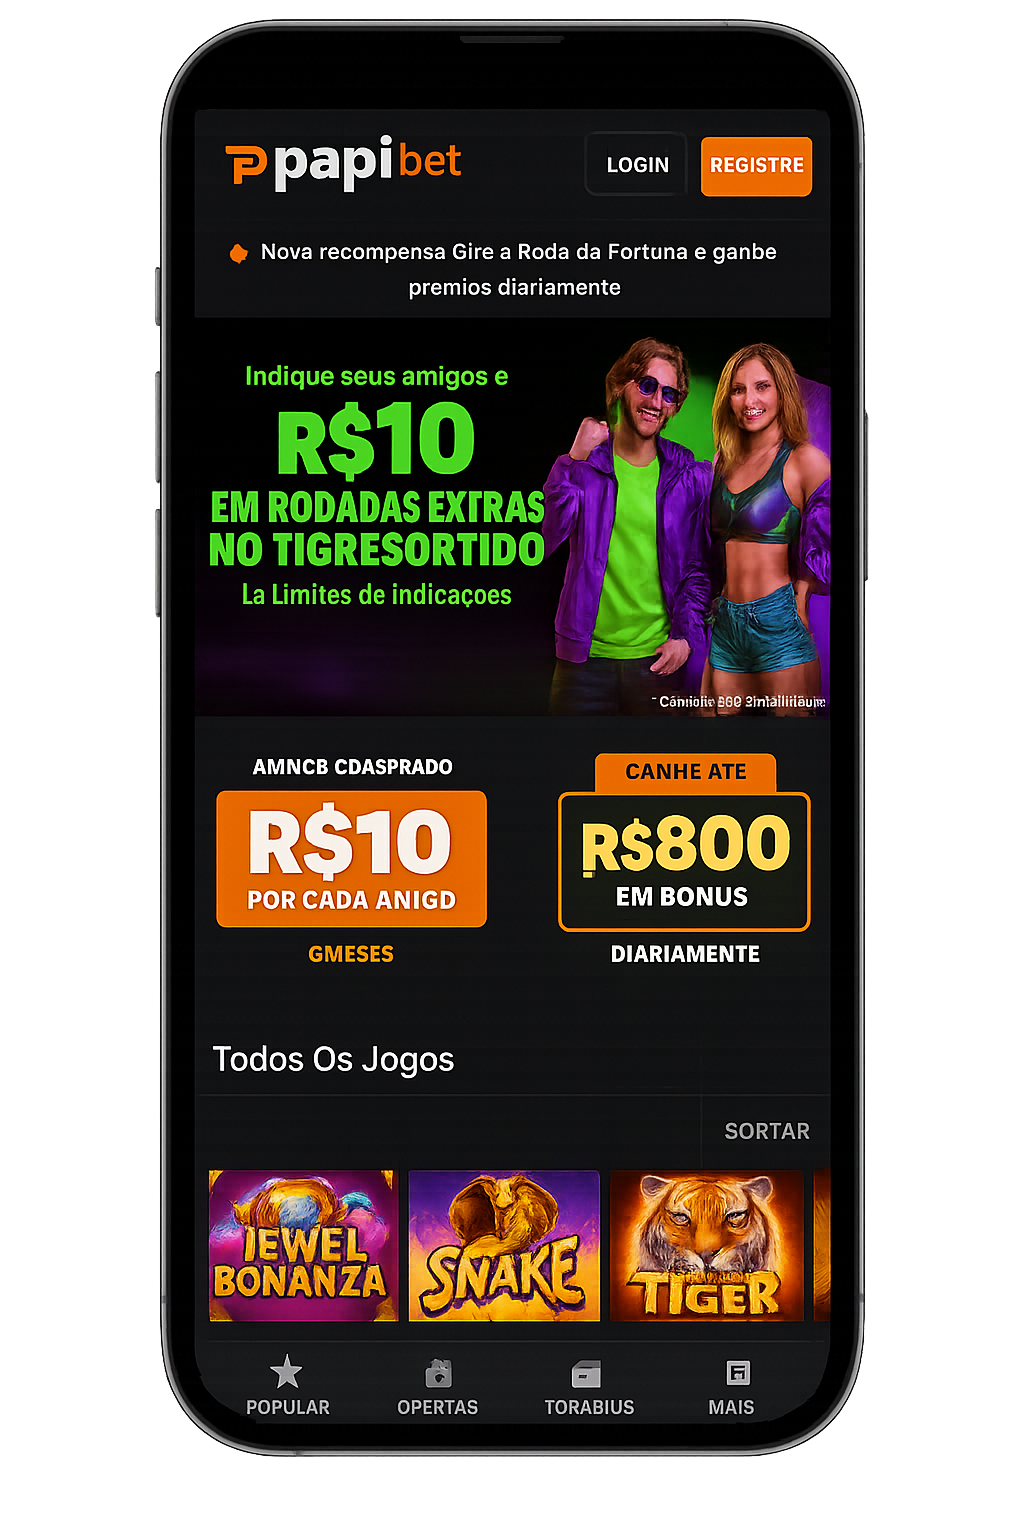 papibet
LOGIN
REGISTRE
Nova recompensa Gire a Roda da Fortuna e ganbe
premios diariamente
Indique seus amigos e
R$10
EM RODADAS EXTRAS
NO TIGRESORTIDO
La Limites de indicaçoes
AMNCB CDASPRADO
R$10
POR CADA ANIGD
GMESES
CANHE ATE
R$800
EM BONUS
DIARIAMENTE
Todos Os Jogos
SORTAR
JEWEL
BONANZA
SNAKE
TIGER
POPULAR
OPERTAS
TORABIUS
MAIS